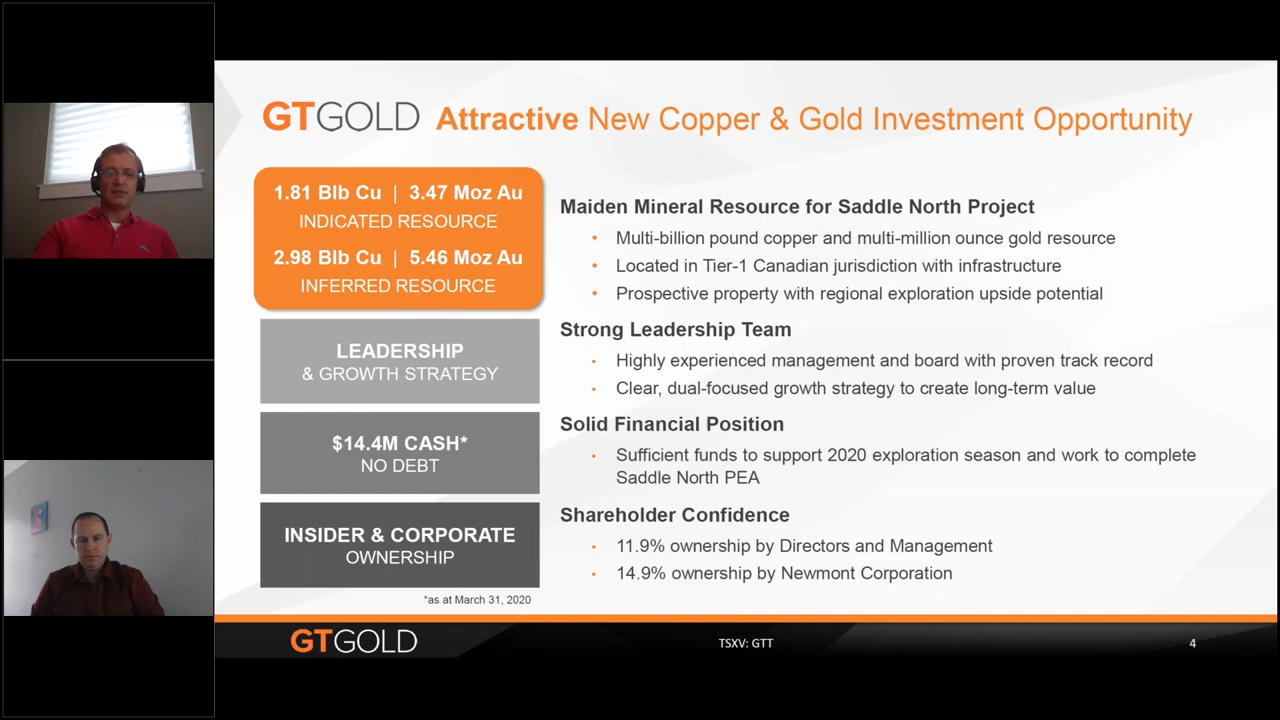 GTGOLD Attractive New Copper & Gold Investment Opportunity
1.81 Blb Cu | 3.47 Moz Au
INDICATED RESOURCE
2.98 Blb Cu | 5.46 Moz Au
INFERRED RESOURCE
Maiden Mineral Resource for Saddle North Project
• Multi-billion pound copper and multi-million ounce gold resource
• Located in Tier-1 Canadian jurisdiction with infrastructure
• Prospective property with regional exploration upside potential
LEADERSHIP
& GROWTH STRATEGY
Strong Leadership Team
• Highly experienced management and board with proven track record
• Clear, dual-focused growth strategy to create long-term value
$14.4M CASH*
NO DEBT
Solid Financial Position
• Sufficient funds to support 2020 exploration season and work to complete
Saddle North PEA
INSIDER & CORPORATE
OWNERSHIP
Shareholder Confidence
• 11.9% ownership by Directors and Management
• 14.9% ownership by Newmont Corporation
*as at March 31, 2020
GTGOLD
TSXV: GTT
4